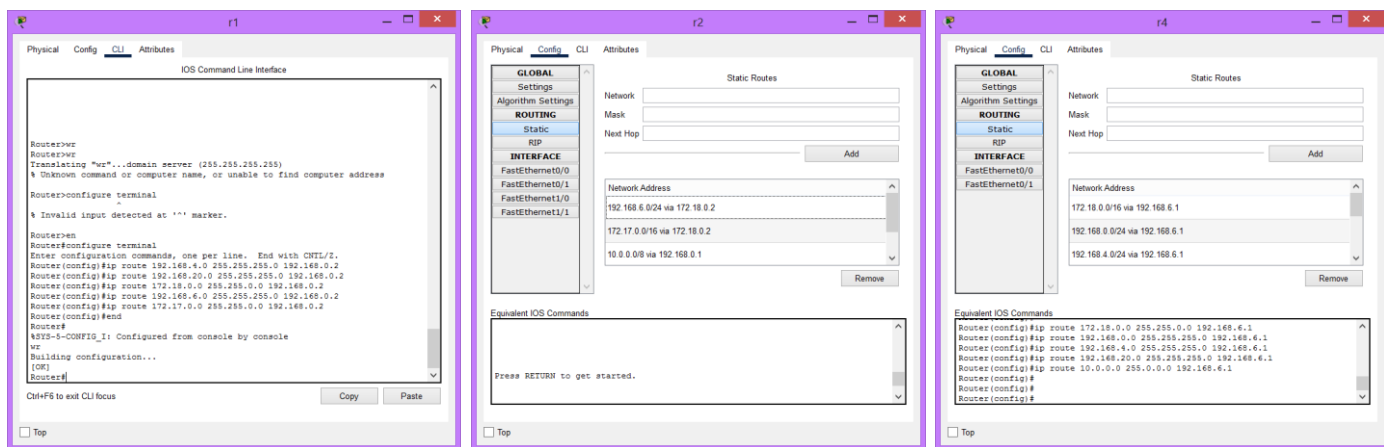 r1
Physical Config CLI Attributes
IOS Command Line Interface
Router>wr
Router>wr
Translating "wr"...domain server (255.255.255.255)
% Unknown command or computer name, or unable to find computer address
Router>configure terminal
^
% Invalid input detected at '^' marker.
Router>en
Router#configure terminal
Enter configuration commands, one per line. End with CNTL/Z.
Router(config)#ip route 192.168.4.0 255.255.255.0 192.168.0.2
Router(config)#ip route 192.168.20.0 255.255.255.0 192.168.0.2
Router(config)#ip route 172.18.0.0 255.255.0.0 192.168.0.2
Router(config)#ip route 192.168.6.0 255.255.255.0 192.168.0.2
Router(config)#ip route 172.17.0.0 255.255.0.0 192.168.0.2
Router(config)#end
Router#
%SYS-5-CONFIG_I: Configured from console by console
wr
Building configuration...
[OK]
Router#
Ctrl+F6 to exit CLI focus
Copy
Paste
Top
r2
Physical Config CLI Attributes
GLOBAL
Settings
Algorithm Settings
ROUTING
Static
RIP
INTERFACE
FastEthernet0/0
FastEthernet0/1
FastEthernet1/0
FastEthernet1/1
Static Routes
Network
Mask
Next Hop
Add
Network Address
192.168.6.0/24 via 172.18.0.2
172.17.0.0/16 via 172.18.0.2
10.0.0.0/8 via 192.168.0.1
Remove
Equivalent IOS Commands
Press RETURN to get started.
Top
r4
Physical Config CLI Attributes
GLOBAL
Settings
Algorithm Settings
ROUTING
Static
RIP
INTERFACE
FastEthernet0/0
FastEthernet0/1
Static Routes
Network
Mask
Next Hop
Add
Network Address
172.18.0.0/16 via 192.168.6.1
192.168.0.0/24 via 192.168.6.1
192.168.4.0/24 via 192.168.6.1
Remove
Equivalent IOS Commands
Router(config)#ip route 172.18.0.0 255.255.0.0 192.168.6.1
Router(config)#ip route 192.168.0.0 255.255.255.0 192.168.6.1
Router(config)#ip route 192.168.4.0 255.255.255.0 192.168.6.1
Router(config)#ip route 192.168.20.0 255.255.255.0 192.168.6.1
Router(config)#ip route 10.0.0.0 255.0.0.0 192.168.6.1
Router(config)#
Router(config)#
Router(config)#
Top